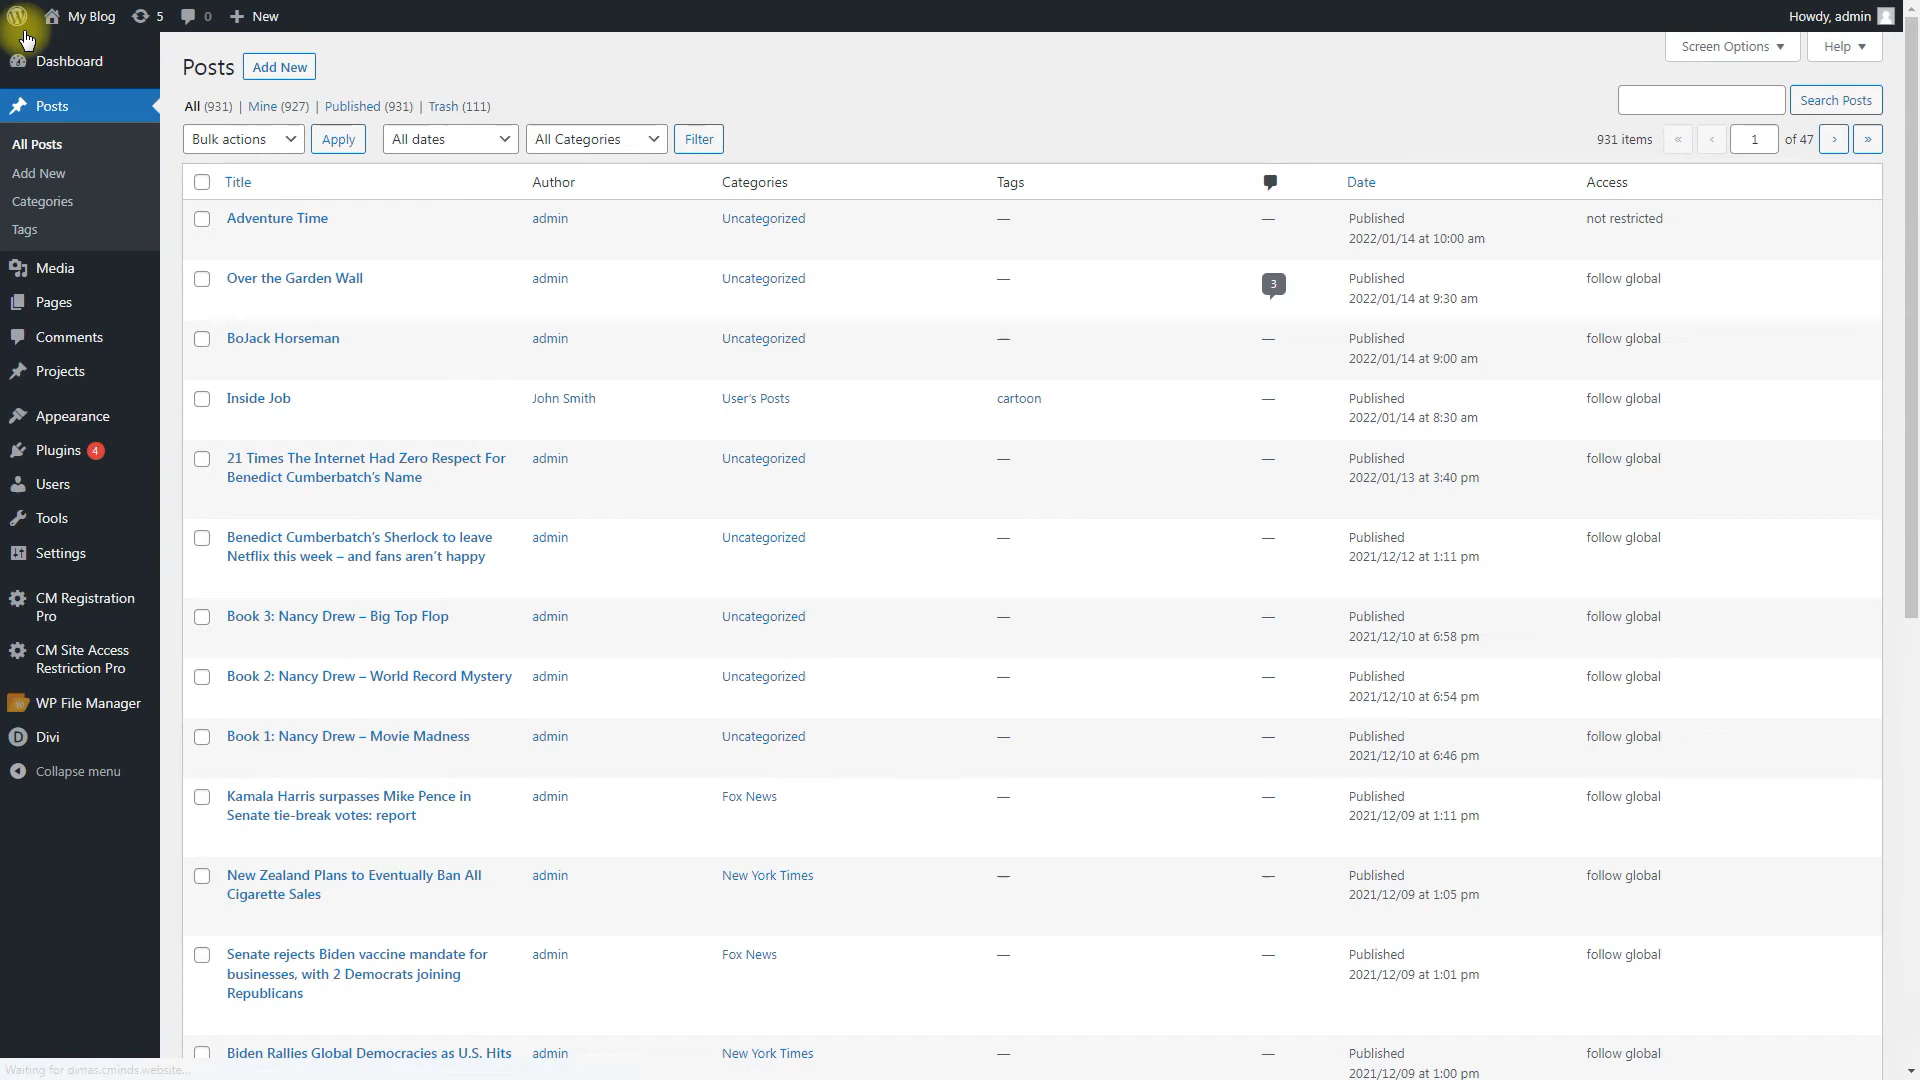 My Blog 5 0 New Howdy, admin
Dashboard
Posts
All Posts
Add New
Categories
Tags
Media
Pages
Comments
Projects
Appearance
Plugins 4
Users
Tools
Settings
CM Registration
Pro
CM Site Access
Restriction Pro
WP File Manager
Divi
Collapse menu
Screen Options Help
Posts Add New
All (931) | Mine (927) | Published (931) | Trash (111)
Search Posts
Bulk actions Apply All dates All Categories Filter
931 items « ‹ 1 of 47 › »
Title Author Categories Tags Date Access
Adventure Time admin Uncategorized — — Published not restricted
2022/01/14 at 10:00 am
Over the Garden Wall admin Uncategorized — 3 Published follow global
2022/01/14 at 9:30 am
BoJack Horseman admin Uncategorized — — Published follow global
2022/01/14 at 9:00 am
Inside Job John Smith User's Posts cartoon — Published follow global
2022/01/14 at 8:30 am
21 Times The Internet Had Zero Respect For admin Uncategorized — — Published follow global
Benedict Cumberbatch's Name 2022/01/13 at 3:40 pm
Benedict Cumberbatch's Sherlock to leave admin Uncategorized — — Published follow global
Netflix this week – and fans aren't happy 2021/12/12 at 1:11 pm
Book 3: Nancy Drew – Big Top Flop admin Uncategorized — — Published follow global
2021/12/10 at 6:58 pm
Book 2: Nancy Drew – World Record Mystery admin Uncategorized — — Published follow global
2021/12/10 at 6:54 pm
Book 1: Nancy Drew – Movie Madness admin Uncategorized — — Published follow global
2021/12/10 at 6:46 pm
Kamala Harris surpasses Mike Pence in admin Fox News — — Published follow global
Senate tie-break votes: report 2021/12/09 at 1:11 pm
New Zealand Plans to Eventually Ban All admin New York Times — — Published follow global
Cigarette Sales 2021/12/09 at 1:05 pm
Senate rejects Biden vaccine mandate for admin Fox News — — Published follow global
businesses, with 2 Democrats joining 2021/12/09 at 1:01 pm
Republicans
Biden Rallies Global Democracies as U.S. Hits admin New York Times — — Published follow global
2021/12/09 at 1:00 pm
Waiting for dimas.cminds.website...